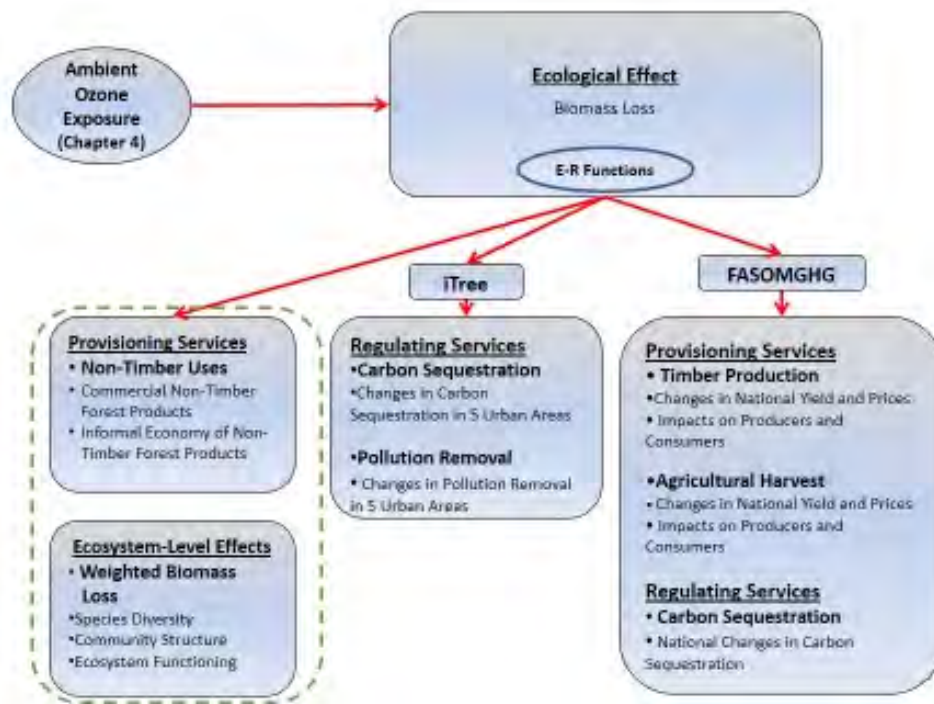 Ambient
Ozone
Exposure
(Chapter 4)
Ecological Effect
Biomass Loss
E-R Functions
iTree
FASOMGHG
Provisioning Services
• Non-Timber Uses
• Commercial Non-Timber
Forest Products
• Informal Economy of Non-
Timber Forest Products
Ecosystem-Level Effects
• Weighted Biomass
Loss
•Species Diversity
•Community Structure
•Ecosystem Functioning
Regulating Services
•Carbon Sequestration
•Changes in Carbon
Sequestration in 5 Urban Areas
•Pollution Removal
• Changes in Pollution Removal
in 5 Urban Areas
Provisioning Services
• Timber Production
•Changes in National Yield and Prices
• Impacts on Producers and
Consumers
•Agricultural Harvest
•Changes in National Yield and Prices
• Impacts on Producers and
Consumers
Regulating Services
• Carbon Sequestration
• National Changes in Carbon
Sequestration